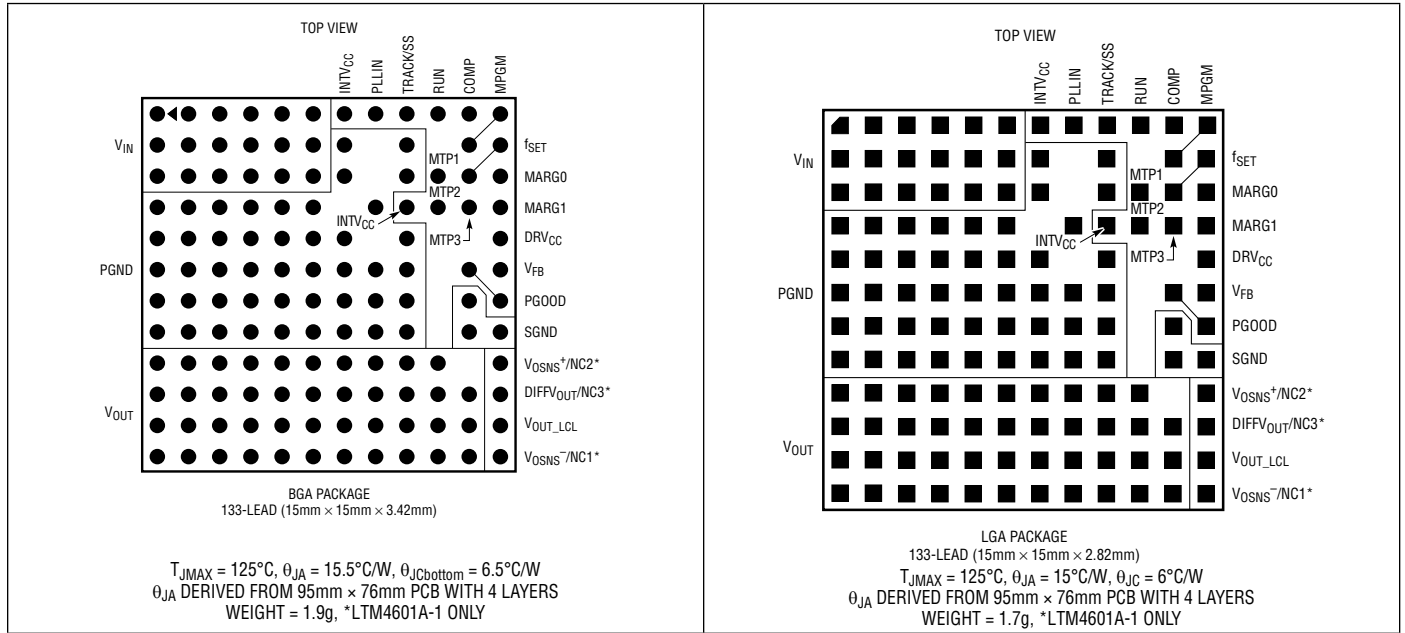 TOP VIEW
INTVCC
PLLIN
TRACK/SS
RUN
COMP
MPGM
VIN
PGND
VOUT
MTP1
MTP2
INTVCC
MTP3
fSET
MARG0
MARG1
DRVCC
VFB
PGOOD
SGND
VOSNS+/NC2*
DIFFVOUT/NC3*
VOUT_LCL
VOSNS–/NC1*
BGA PACKAGE
133-LEAD (15mm × 15mm × 3.42mm)
TJMAX = 125°C, θJA = 15.5°C/W, θJCbottom = 6.5°C/W
θJA DERIVED FROM 95mm × 76mm PCB WITH 4 LAYERS
WEIGHT = 1.9g, *LTM4601A-1 ONLY
TOP VIEW
INTVCC
PLLIN
TRACK/SS
RUN
COMP
MPGM
VIN
PGND
VOUT
MTP1
MTP2
INTVCC
MTP3
fSET
MARG0
MARG1
DRVCC
VFB
PGOOD
SGND
VOSNS+/NC2*
DIFFVOUT/NC3*
VOUT_LCL
VOSNS–/NC1*
LGA PACKAGE
133-LEAD (15mm × 15mm × 2.82mm)
TJMAX = 125°C, θJA = 15°C/W, θJC = 6°C/W
θJA DERIVED FROM 95mm × 76mm PCB WITH 4 LAYERS
WEIGHT = 1.7g, *LTM4601A-1 ONLY